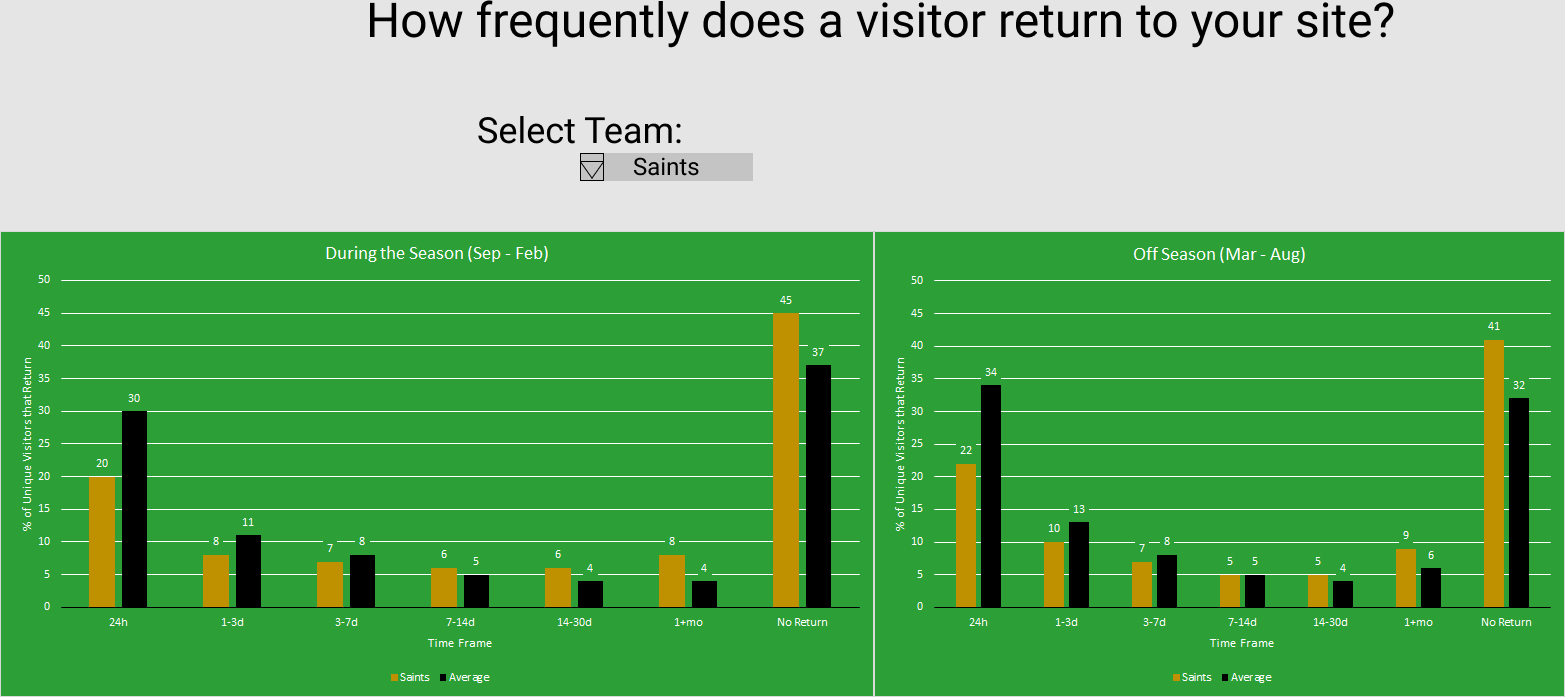 How frequently does a visitor return to your site?
Select Team:
Saints
During the Season (Sep - Feb)
% of Unique Visitors that Return
50
45
40
35
30
25
20
15
10
5
0
20
30
8
11
7
8
6
5
6
4
8
4
45
37
24h
1-3d
3-7d
7-14d
14-30d
1+mo
No Return
Time Frame
Saints
Average
Off Season (Mar - Aug)
% of Unique Visitors that Return
50
45
40
35
30
25
20
15
10
5
0
22
34
10
13
7
8
5
5
5
4
9
6
41
32
24h
1-3d
3-7d
7-14d
14-30d
1+mo
No Return
Time Frame
Saints
Average